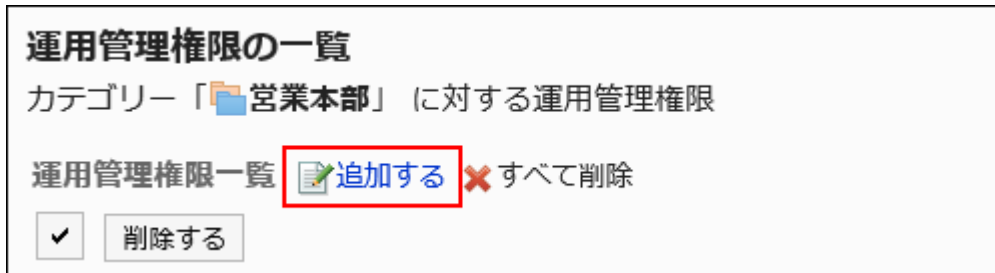 運用管理権限の一覧
カテゴリー「営業本部」 に対する運用管理権限
運用管理権限一覧 追加する すべて削除
削除する